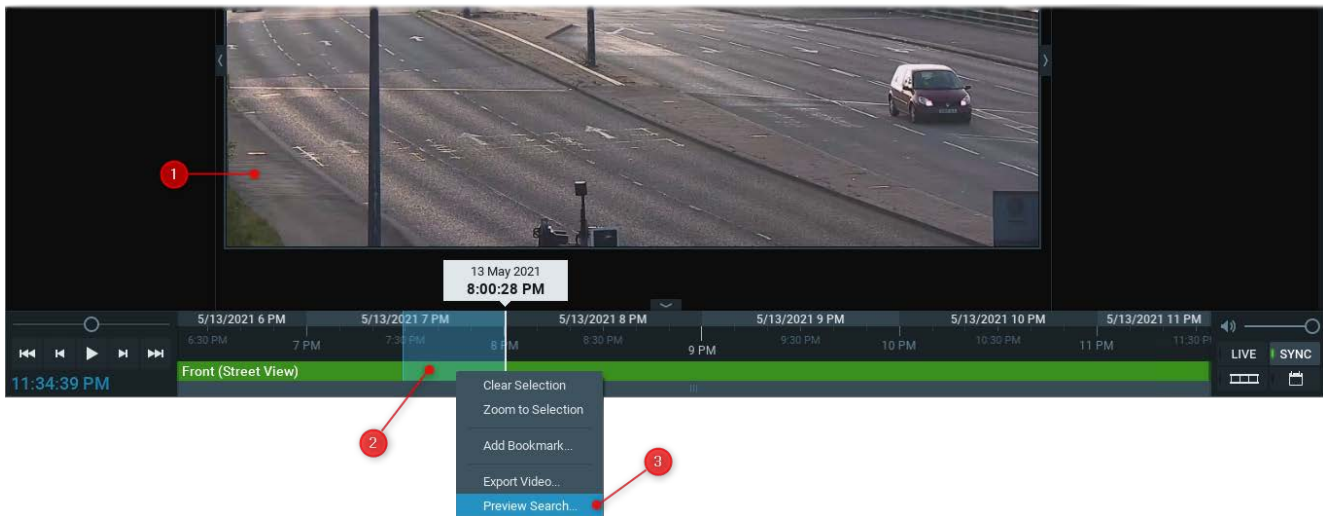 1
13 May 2021
8:00:28 PM
5/13/2021 6 PM 5/13/2021 7 PM 5/13/2021 8 PM 5/13/2021 9 PM 5/13/2021 10 PM 5/13/2021 11 PM
6:30 PM 7 PM 7:30 PM 8 PM 8:30 PM 9 PM 9:30 PM 10 PM 10:30 PM 11 PM
LIVE SYNC
Front (Street View)
11:34:39 PM
Clear Selection
Zoom to Selection
2
Add Bookmark...
3
Export Video...
Preview Search...